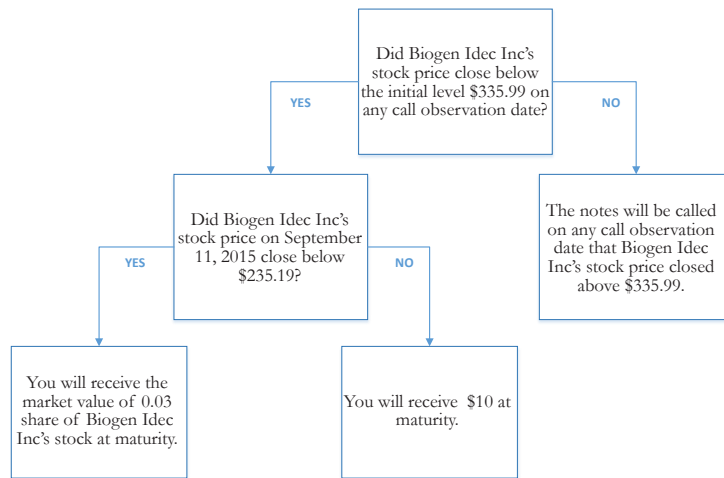 Did Biogen Idec Inc’s
stock price close below
the initial level $335.99 on
any call observation date?
YES
NO
Did Biogen Idec Inc’s
stock price on September
11, 2015 close below
$235.19?
The notes will be called
on any call observation
date that Biogen Idec
Inc’s stock price closed
above $335.99.
YES
NO
You will receive the
market value of 0.03
share of Biogen Idec
Inc’s stock at maturity.
You will receive $10 at
maturity.